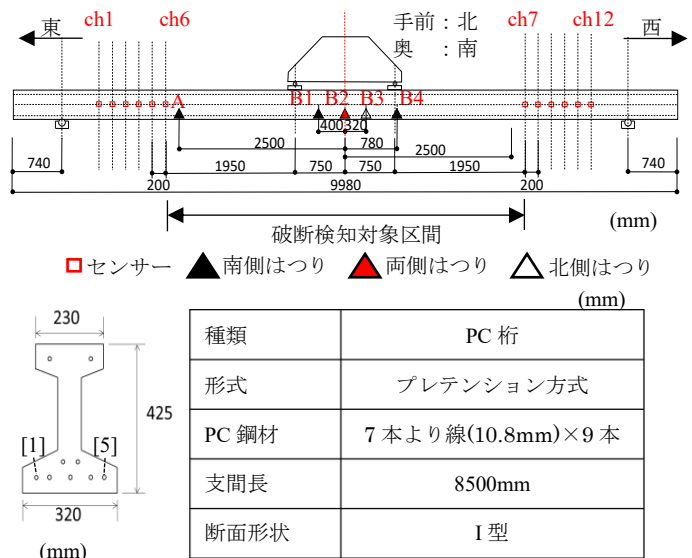 東 ch1 ch6 手前：北 ch7 ch12 西
奥：南
A B1 B2 B3 B4
400 320
2500 780
2500
740 1950 750 750 1950 740
200 9980 200
(mm)
破断検知対象区間
センサー 南側はつり 両側はつり 北側はつり
(mm)
230
425
[1] [5]
320
(mm)
種類 PC 桁
形式 プレテンション方式
PC 鋼材 7 本より線(10.8mm)×9 本
支間長 8500mm
断面形状 I 型